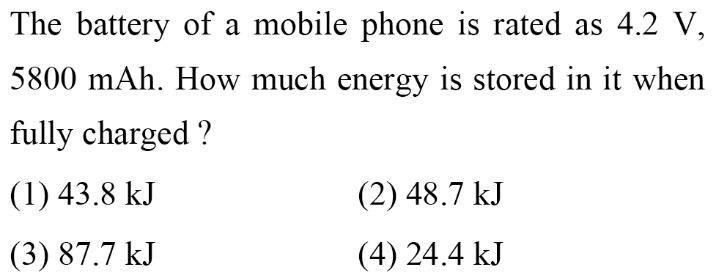 The battery of a mobile phone is rated as 4.2 V,
5800 mAh. How much energy is stored in it when
fully charged ?
(1) 43.8 kJ (2) 48.7 kJ
(3) 87.7 kJ (4) 24.4 kJ